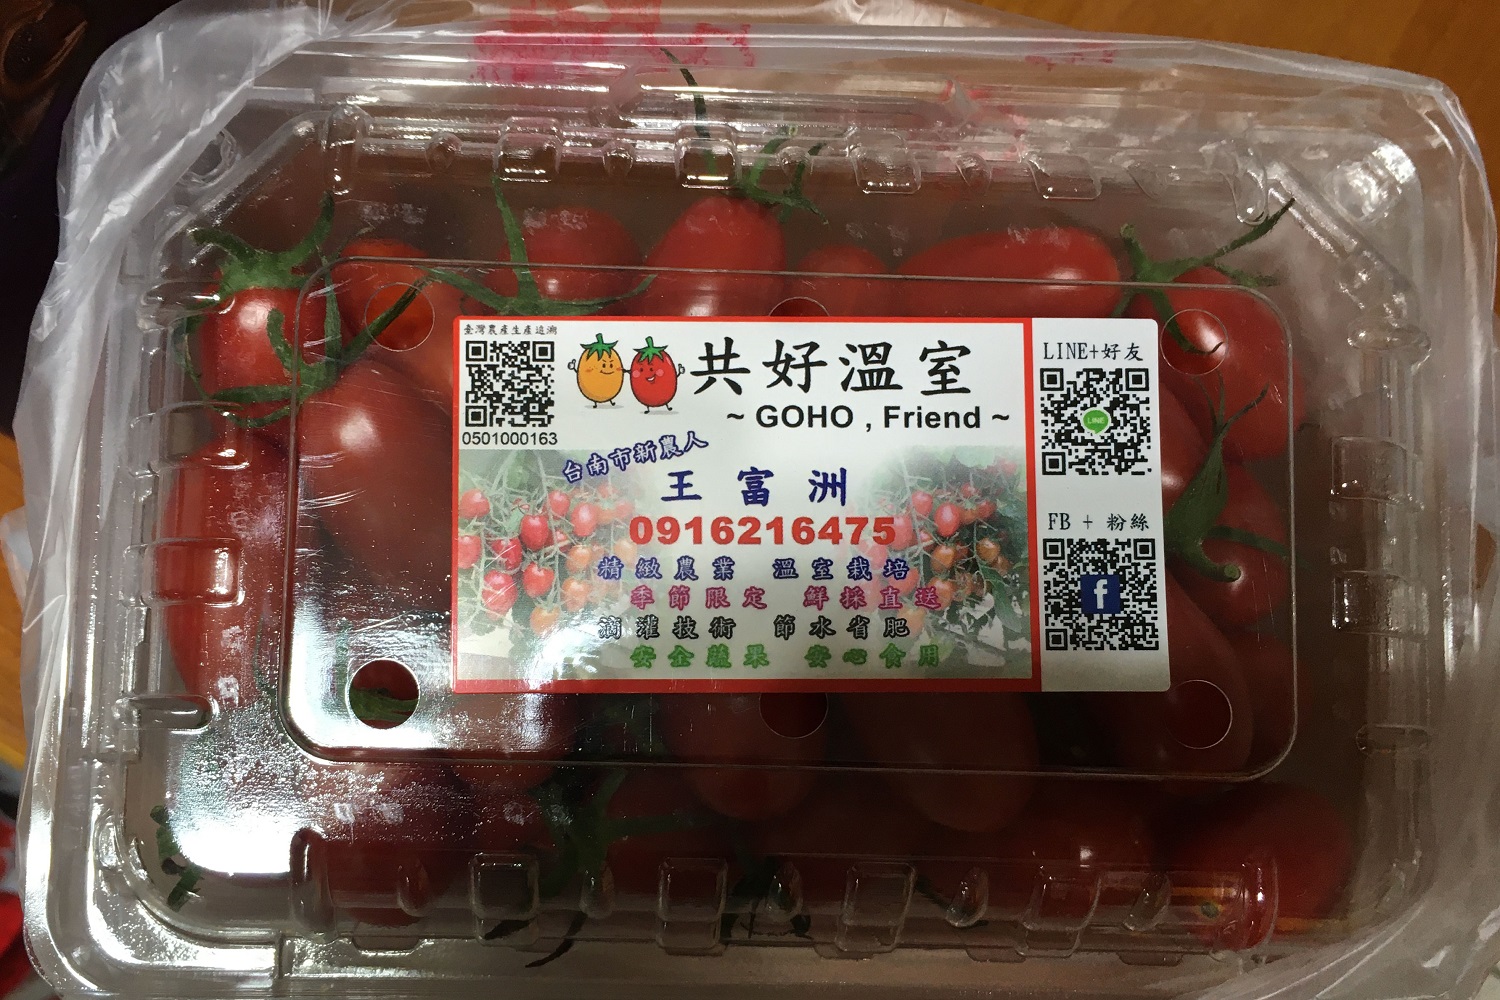 臺灣農產生產追溯
0501000163
共好溫室
~ GOHO , Friend ~
台南市新農人
王富洲
0916216475
精緻農業 溫室栽培
季節限定 鮮採直送
滴灌技術 節水省肥
安全蔬果 安心食用
LINE+好友
LINE
FB + 粉絲
f